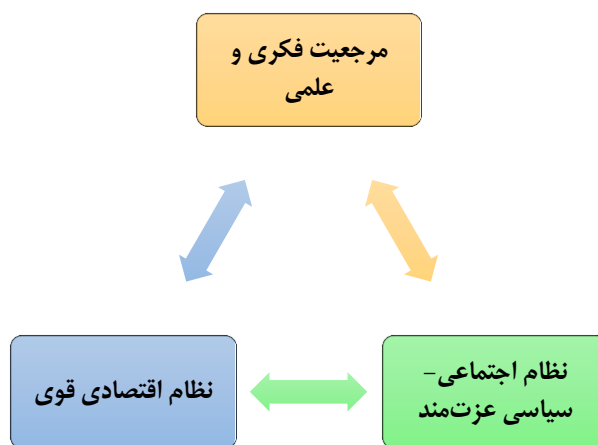 مرجعیت فکری و
علمی
نظام اجتماعی-
سیاسی عزت‌مند
نظام اقتصادی قوی